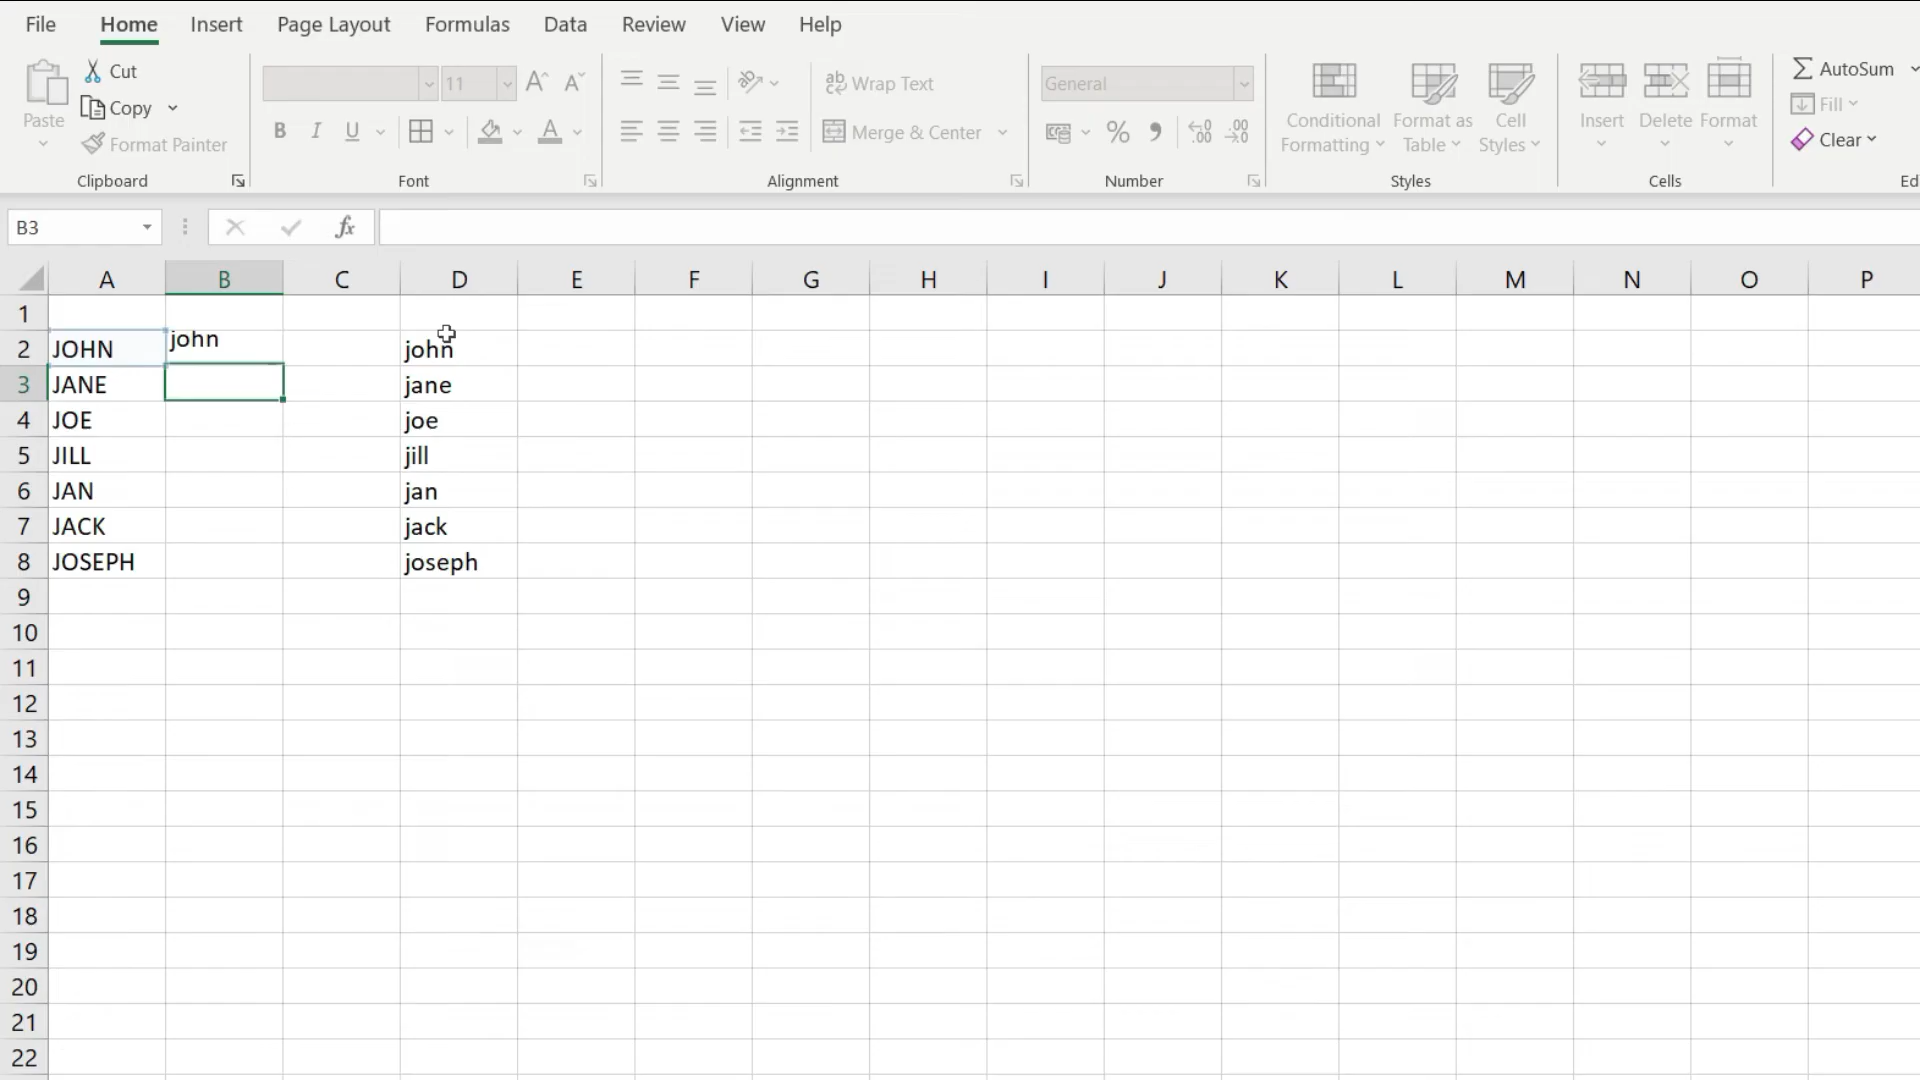 File Home Insert Page Layout Formulas Data Review View Help
Paste
Cut
Copy
Format Painter
Clipboard
11
B I U
Font
Wrap Text
Merge & Center
Alignment
General
Number
Conditional Formatting
Format as Table
Cell Styles
Styles
Insert
Delete
Format
Cells
AutoSum
Fill
Clear
Ed
B3
fx
A B C D E F G H I J K L M N O P
1
2 JOHN john john
3 JANE jane
4 JOE joe
5 JILL jill
6 JAN jan
7 JACK jack
8 JOSEPH joseph
9
10
11
12
13
14
15
16
17
18
19
20
21
22